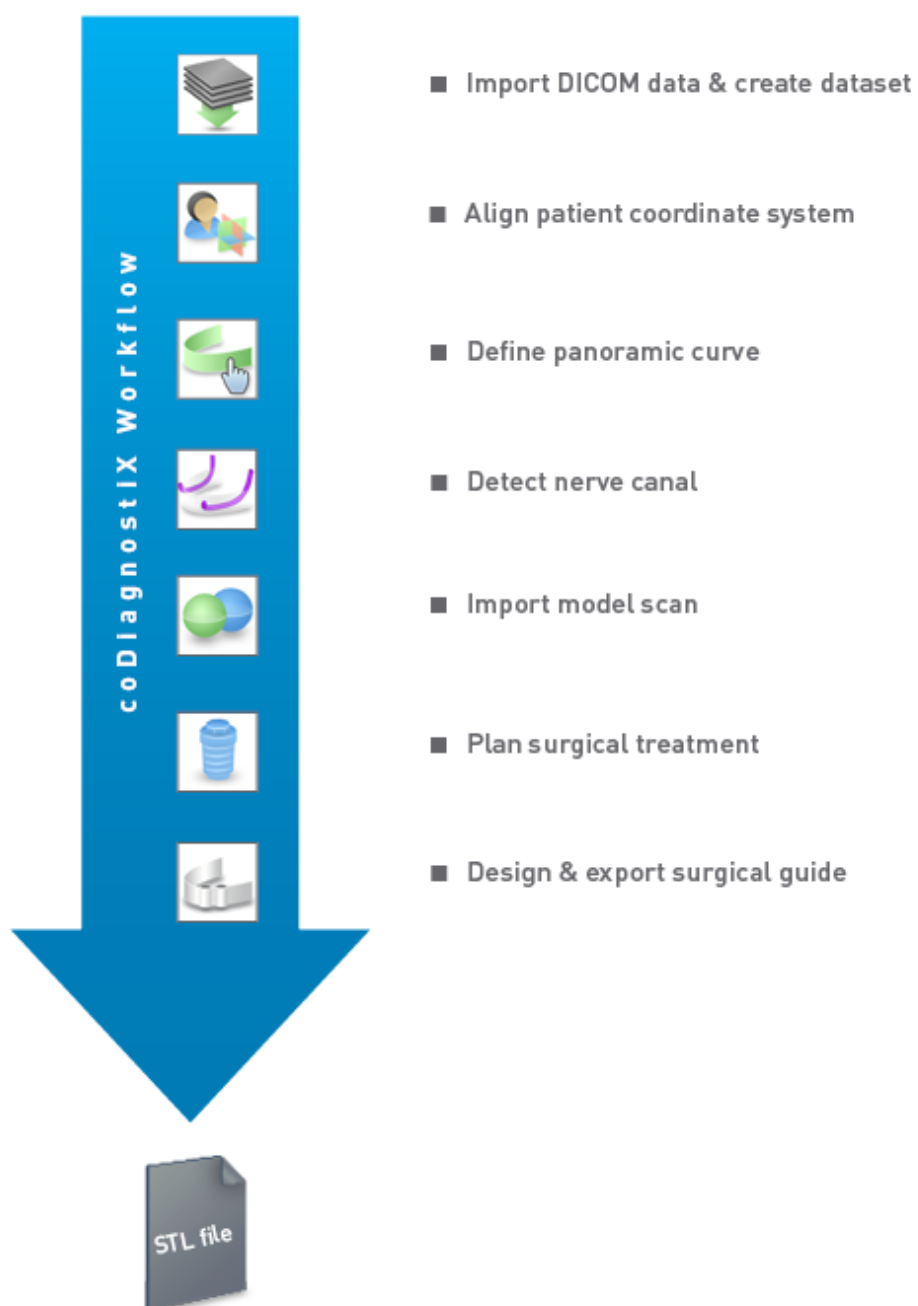 Import DICOM data & create dataset
Align patient coordinate system
Define panoramic curve
Detect nerve canal
Import model scan
Plan surgical treatment
Design & export surgical guide
coDiagnostiX Workflow
STL file